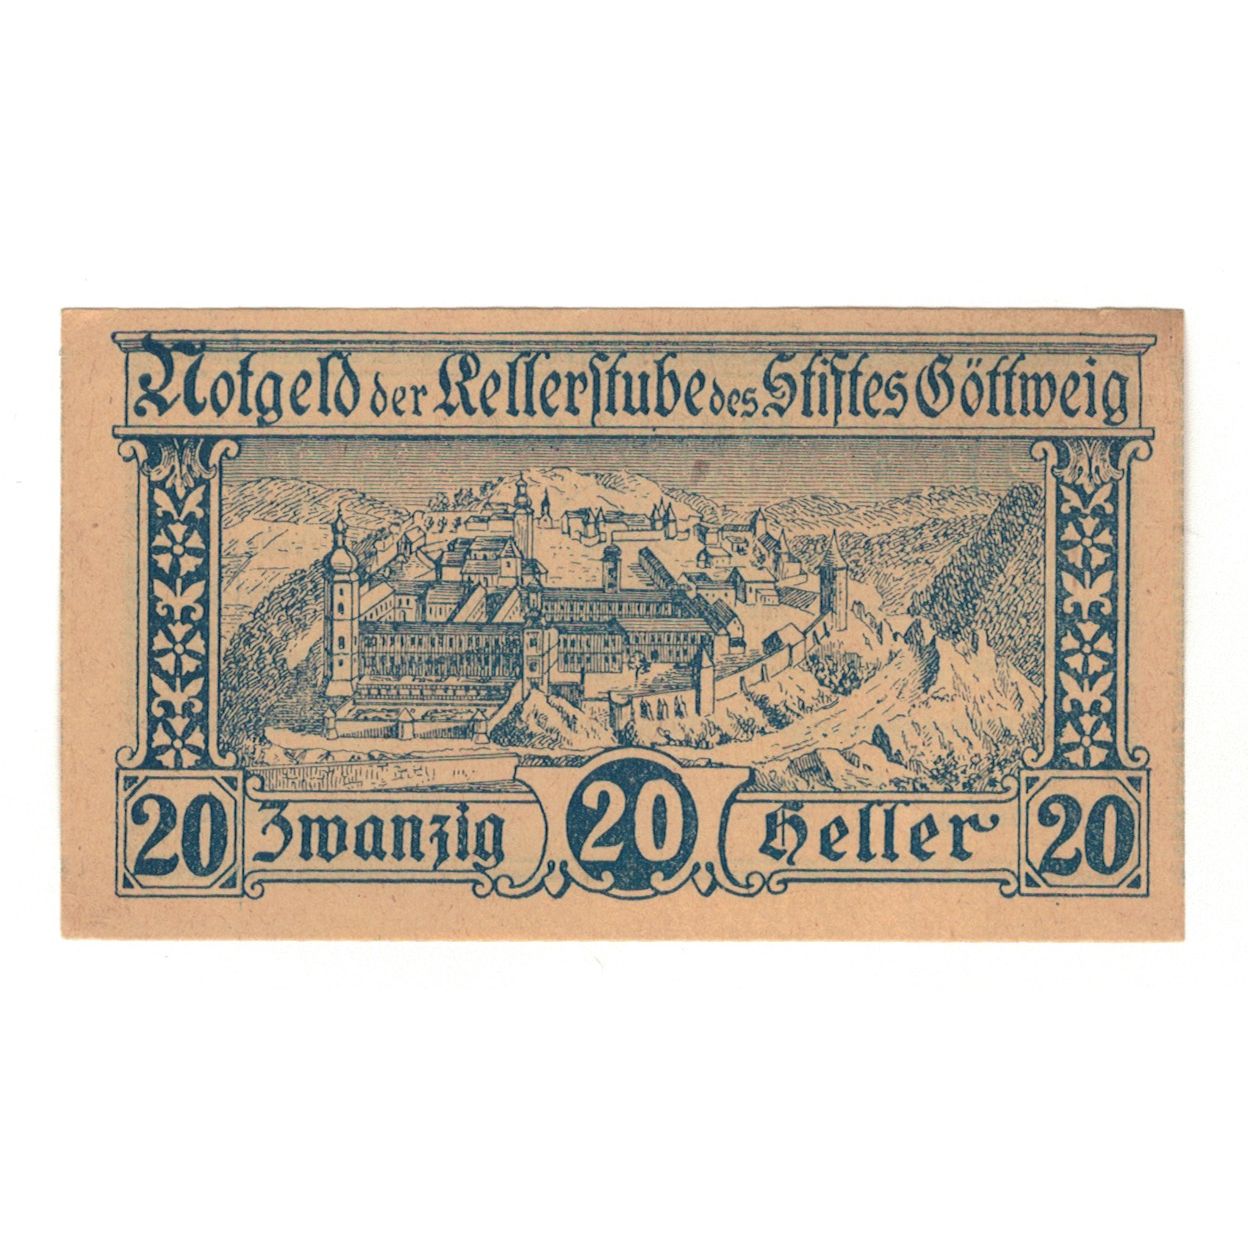 Notgeld der Kellerstube des Stiftes Göttweig
20 Zwanzig 20 Heller 20